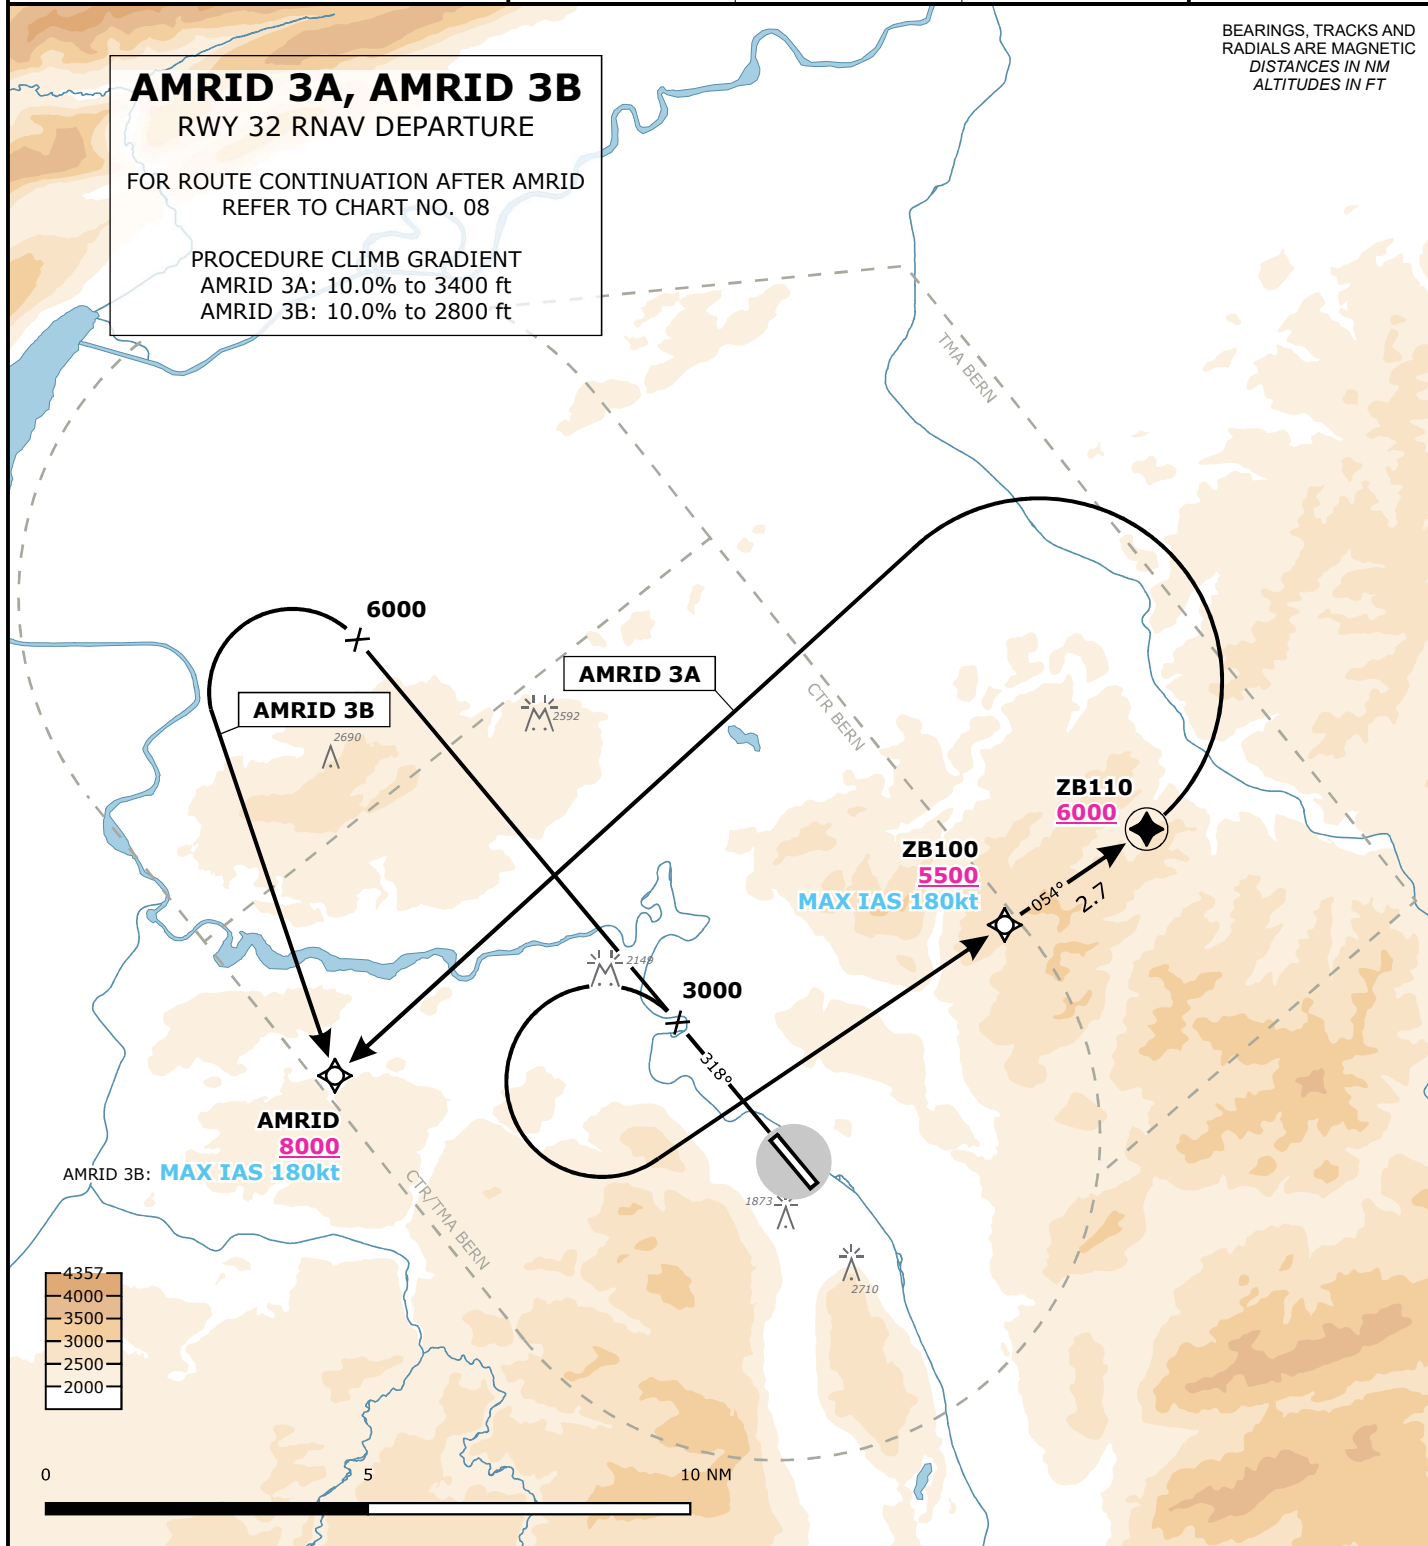 BEARINGS, TRACKS AND
RADIALS ARE MAGNETIC
DISTANCES IN NM
ALTITUDES IN FT
AMRID 3A, AMRID 3B
RWY 32 RNAV DEPARTURE
FOR ROUTE CONTINUATION AFTER AMRID
REFER TO CHART NO. 08
PROCEDURE CLIMB GRADIENT
AMRID 3A: 10.0% to 3400 ft
AMRID 3B: 10.0% to 2800 ft
TMA BERN
6000
AMRID 3A
AMRID 3B
2592
2690
CTR BERN
ZB110
6000
ZB100
5500
MAX IAS 180kt
054°
2.7
2149
3000
318°
AMRID
8000
AMRID 3B: MAX IAS 180kt
CTR/TMA BERN
1873
2710
4357
4000
3500
3000
2500
2000
0 5 10 NM